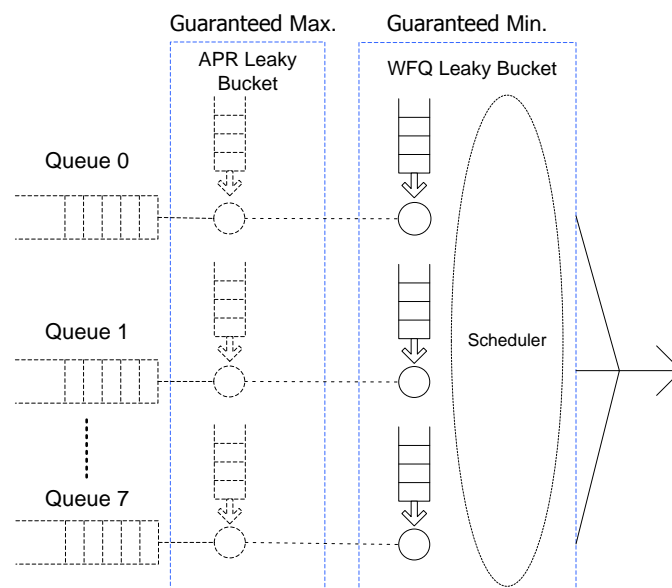 Guaranteed Max.
Guaranteed Min.
APR Leaky
Bucket
WFQ Leaky Bucket
Queue 0
Queue 1
Scheduler
Queue 7